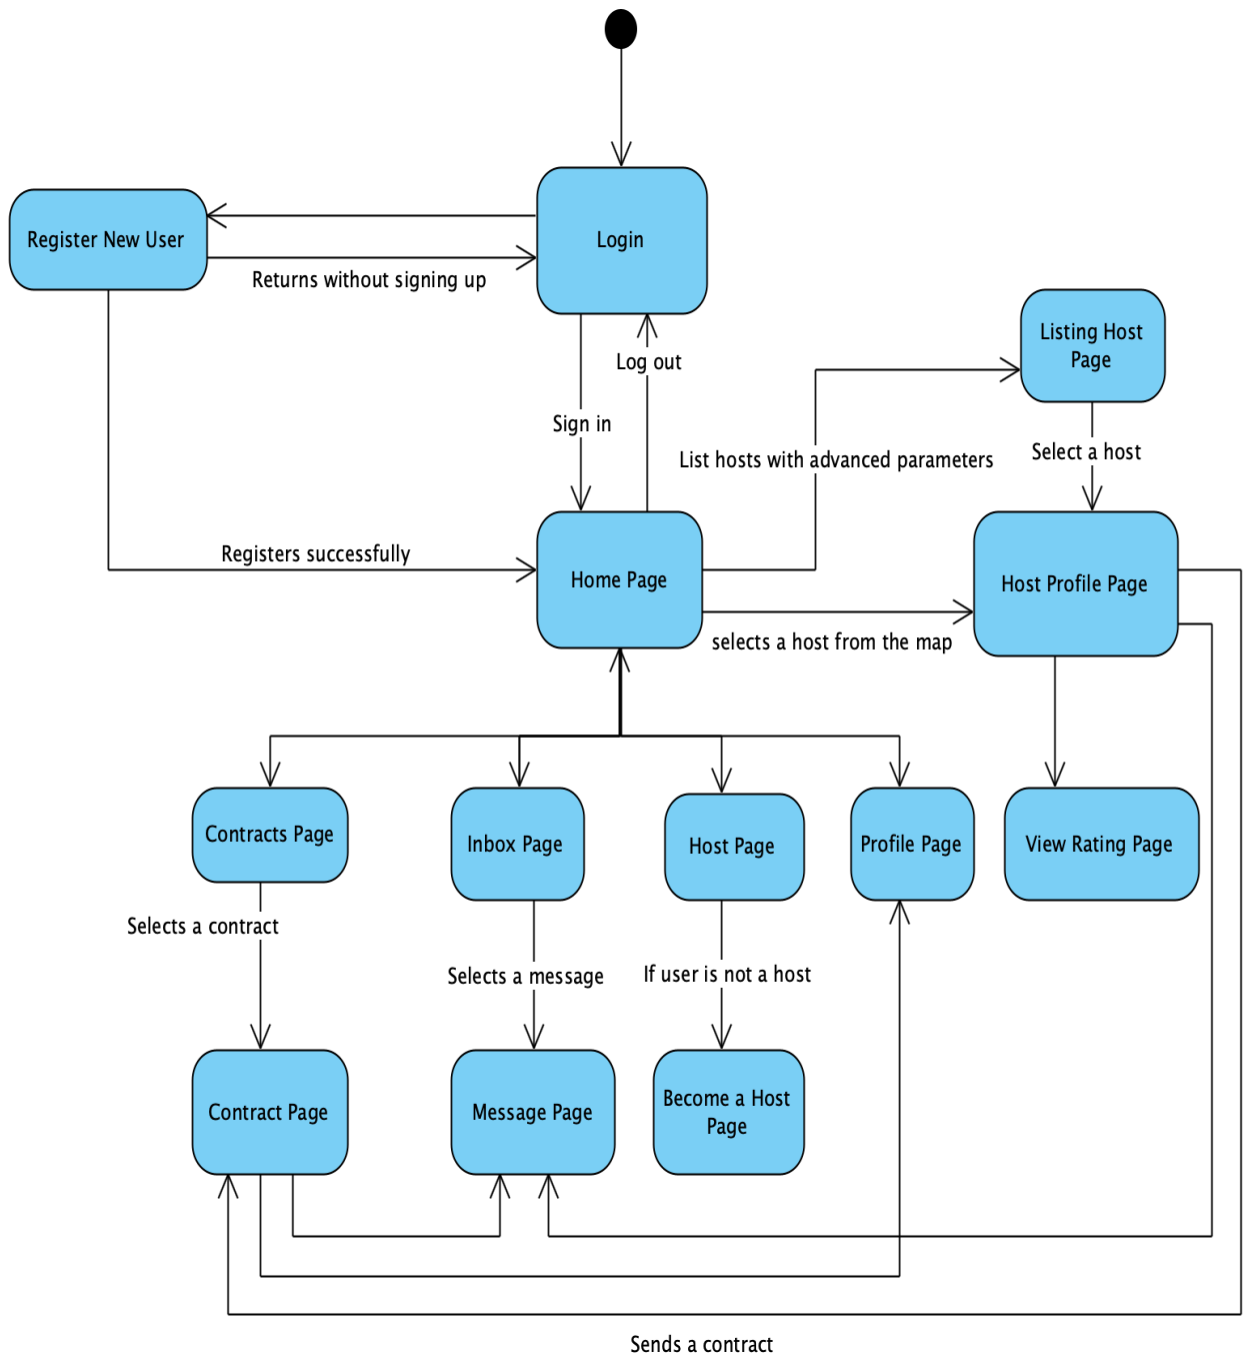 Register New User
Login
Returns without signing up
Listing Host
Page
Log out
Sign in
List hosts with advanced parameters
Select a host
Registers successfully
Home Page
Host Profile Page
selects a host from the map
Contracts Page
Inbox Page
Host Page
Profile Page
View Rating Page
Selects a contract
Selects a message
If user is not a host
Contract Page
Message Page
Become a Host
Page
Sends a contract